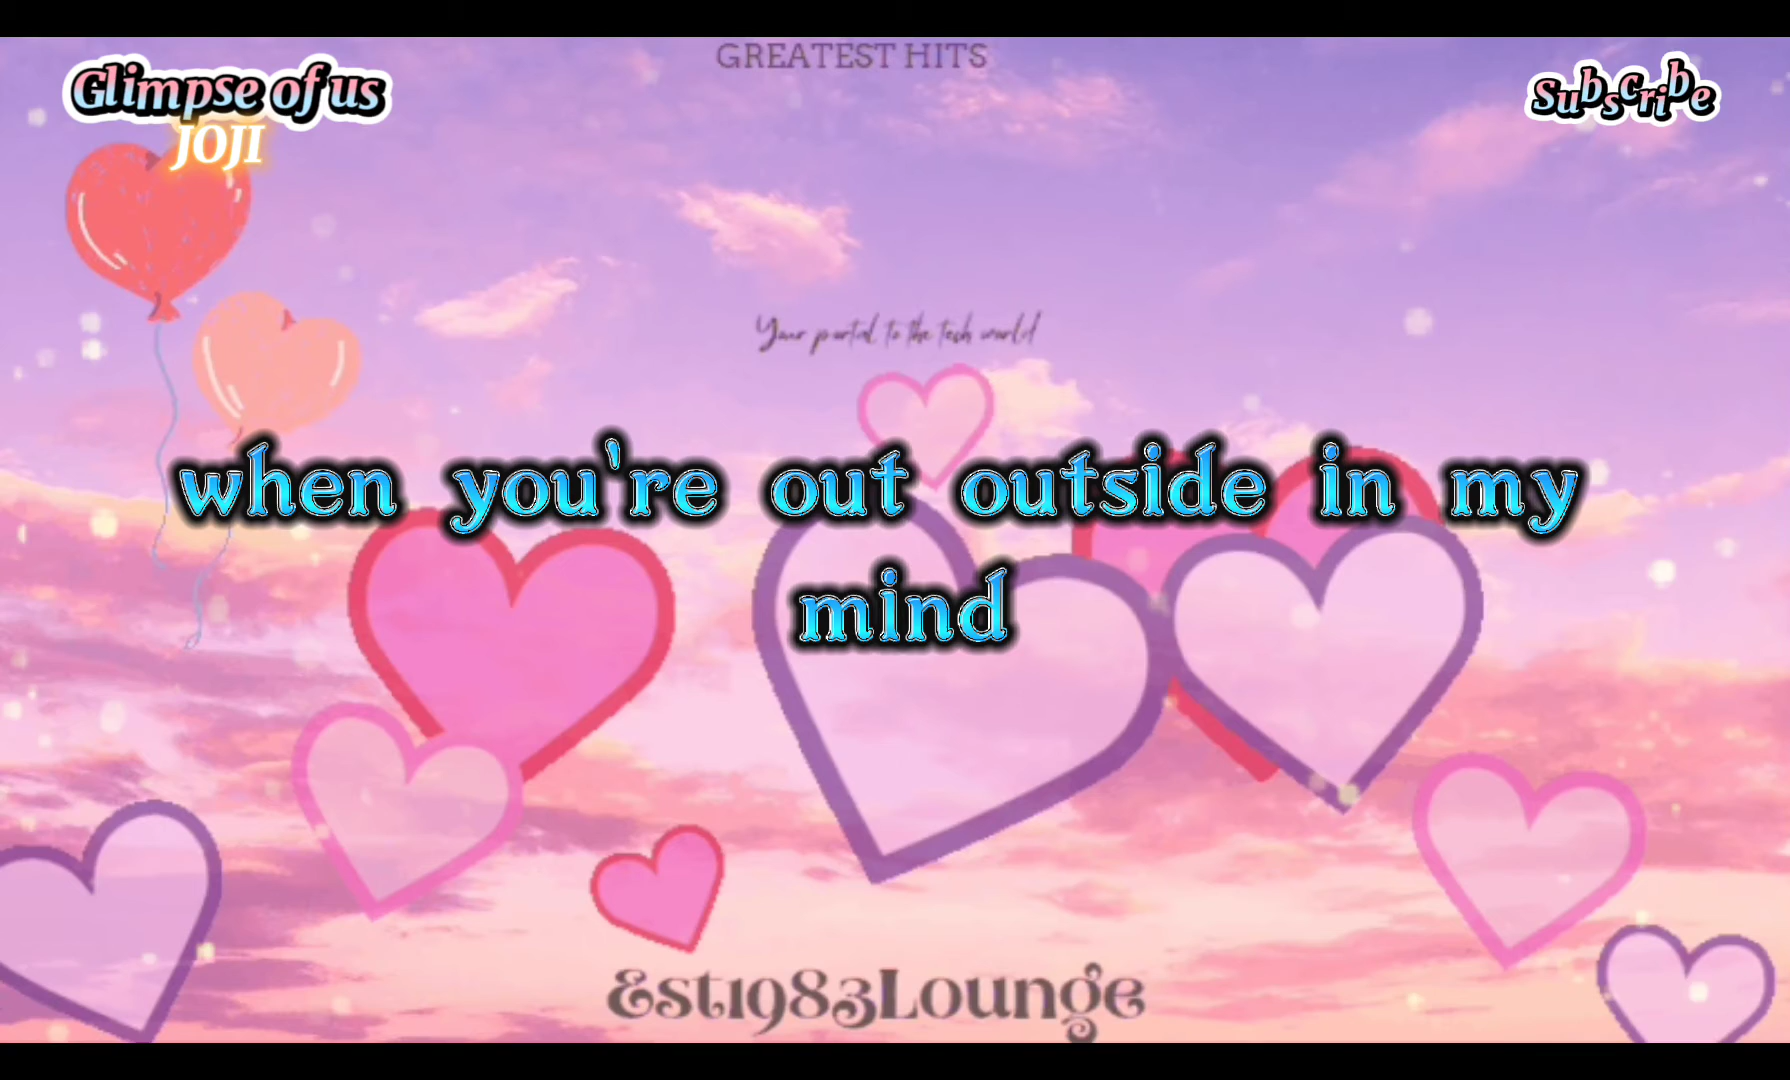 GREATEST HITS
Glimpse of us
JOJI
Subscribe
Your portal to the tech world
when you're out outside in my
mind
Est1983Lounge